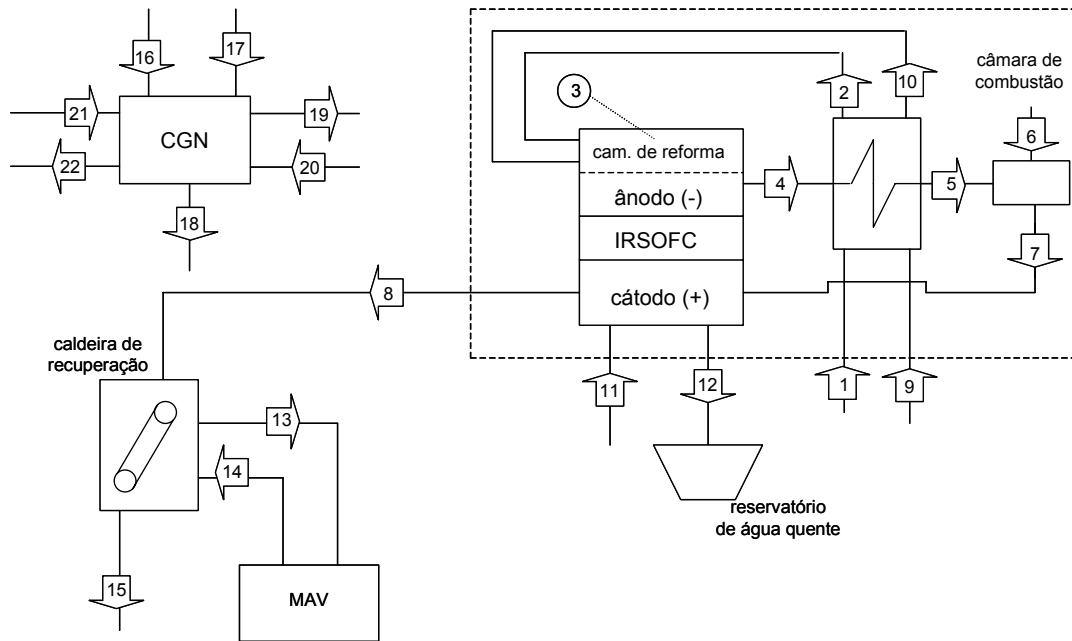 16
17
21
19
CGN
22
20
18
câmara de
combustão
2
10
6
3
cam. de reforma
4
5
ânodo (-)
IRSOFC
7
cátodo (+)
8
caldeira de
recuperação
11
12
1
9
13
14
reservatório
de água quente
15
MAV